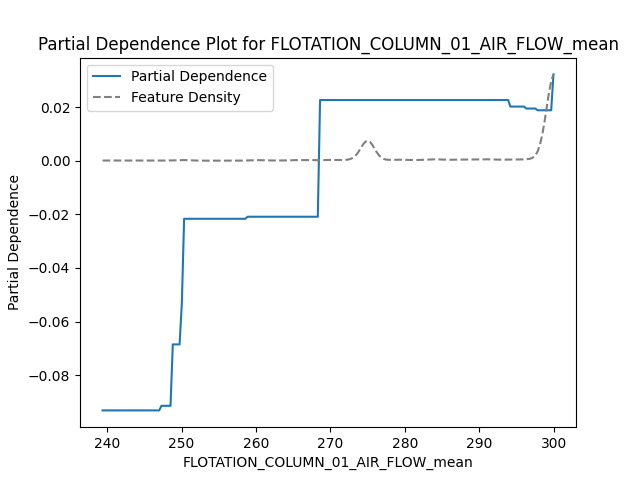 Partial Dependence Plot for FLOTATION_COLUMN_01_AIR_FLOW_mean
Partial Dependence
Feature Density
0.02
0.00
−0.02
−0.04
−0.06
−0.08
Partial Dependence
240 250 260 270 280 290 300
FLOTATION_COLUMN_01_AIR_FLOW_mean